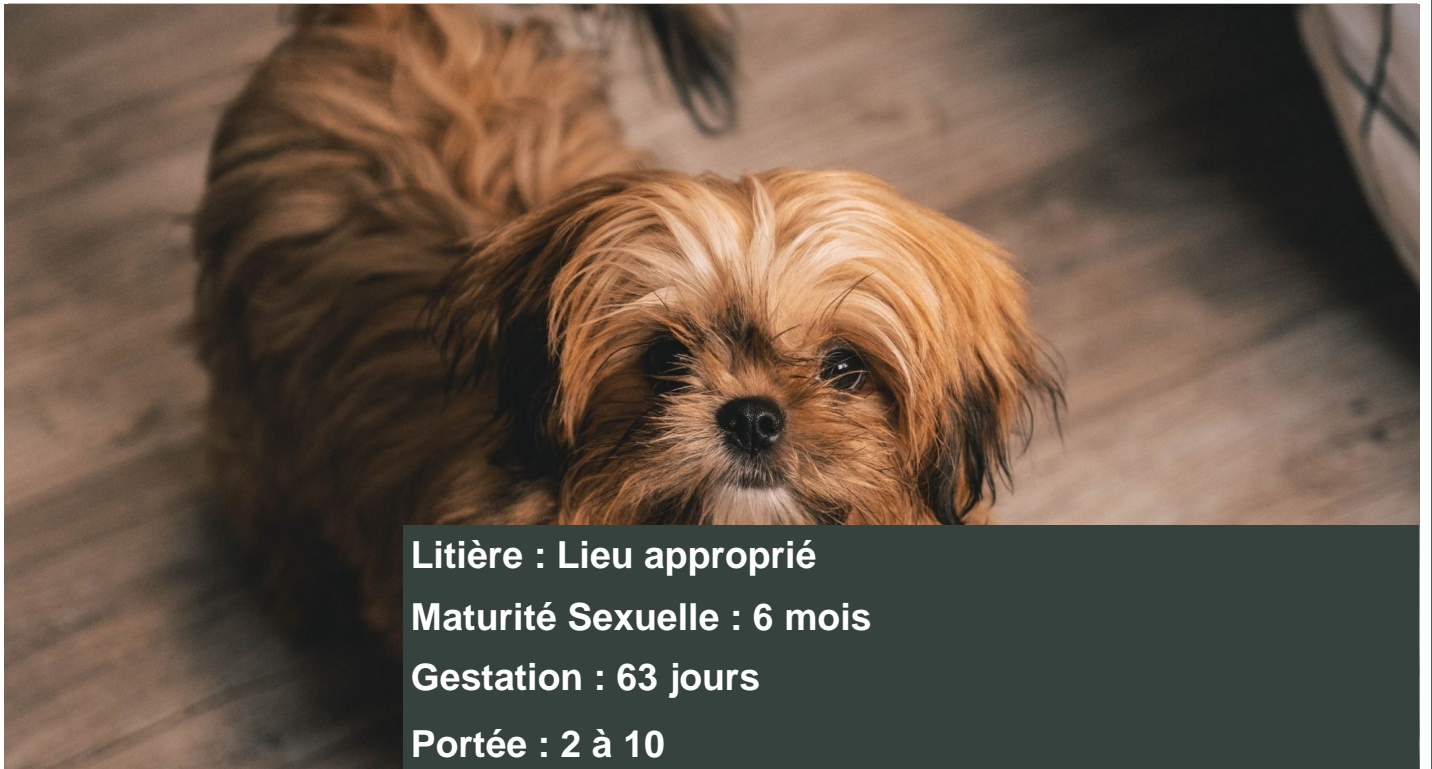 Litière : Lieu approprié
Maturité Sexuelle : 6 mois
Gestation : 63 jours
Portée : 2 à 10